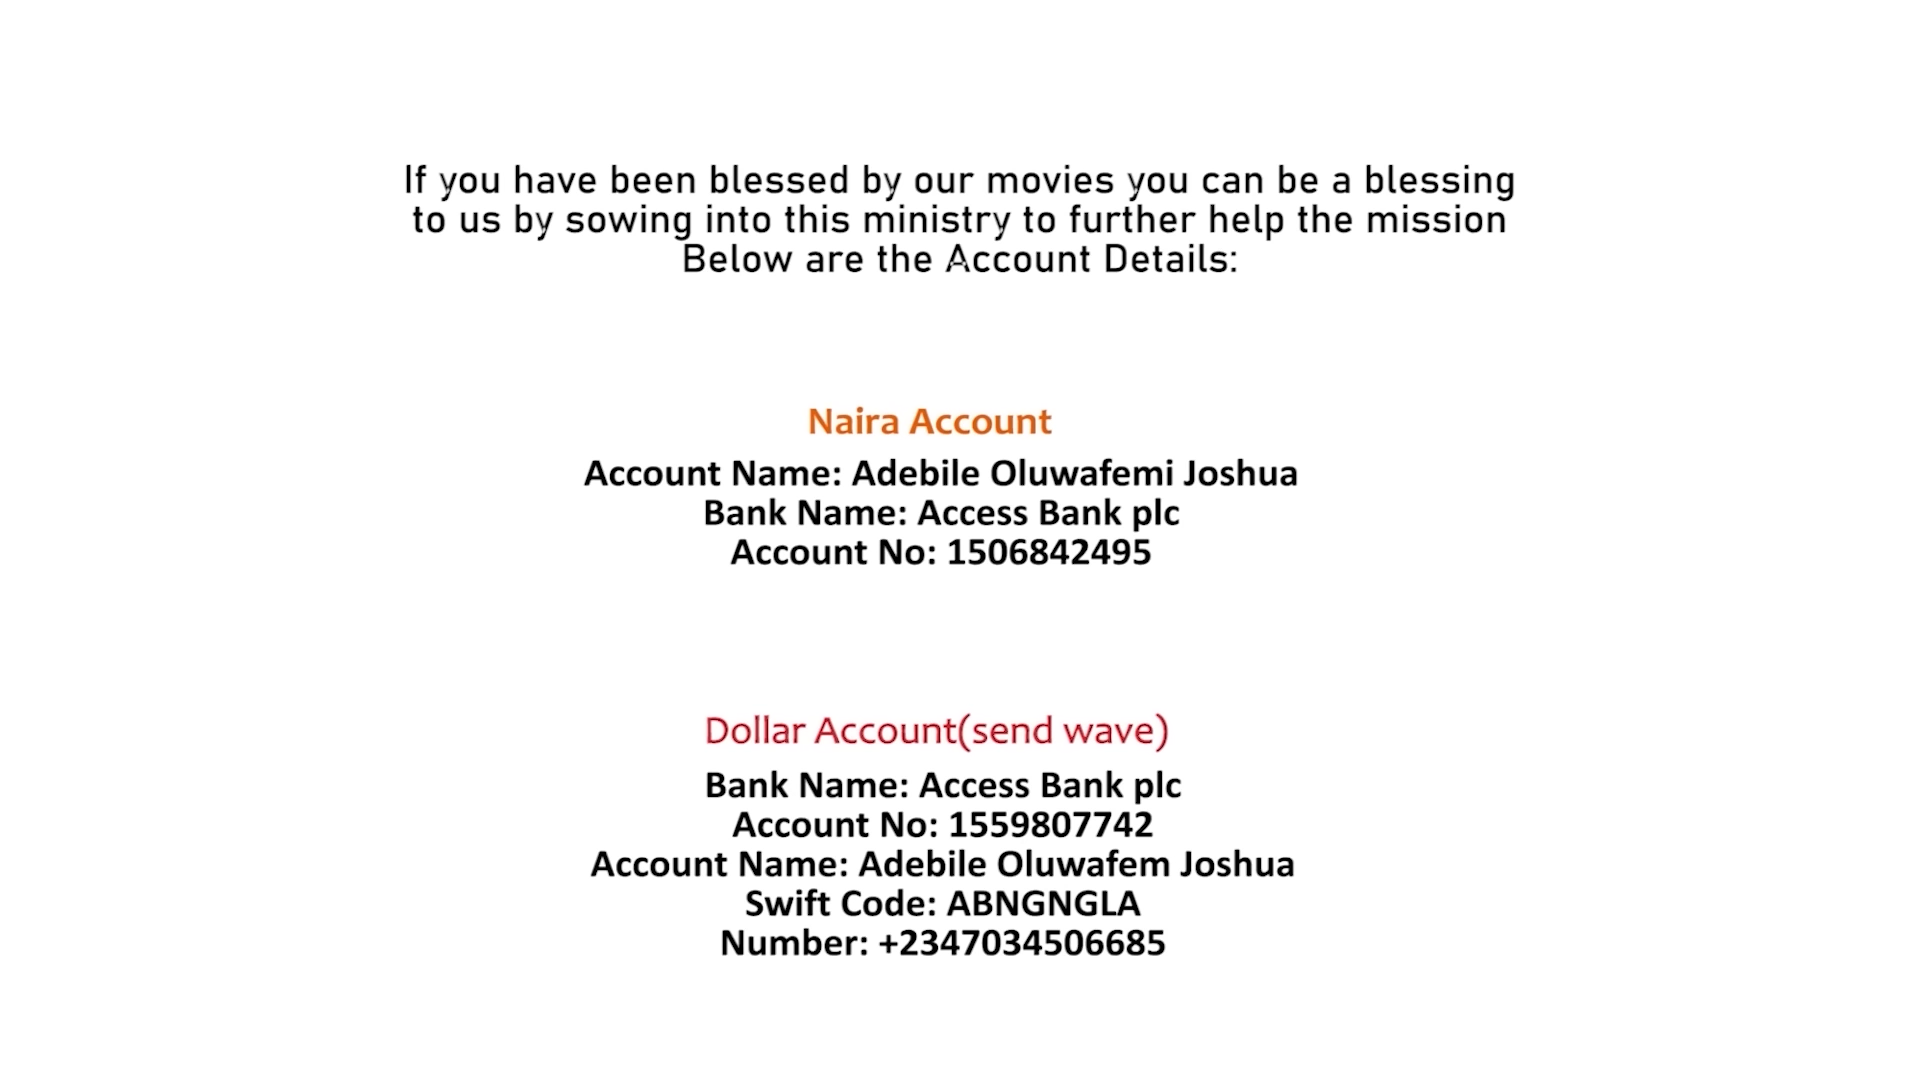 If you have been blessed by our movies you can be a blessing
to us by sowing into this ministry to further help the mission
Below are the Account Details:
Naira Account
Account Name: Adebile Oluwafemi Joshua
Bank Name: Access Bank plc
Account No: 1506842495
Dollar Account(send wave)
Bank Name: Access Bank plc
Account No: 1559807742
Account Name: Adebile Oluwafem Joshua
Swift Code: ABNGNGLA
Number: +2347034506685